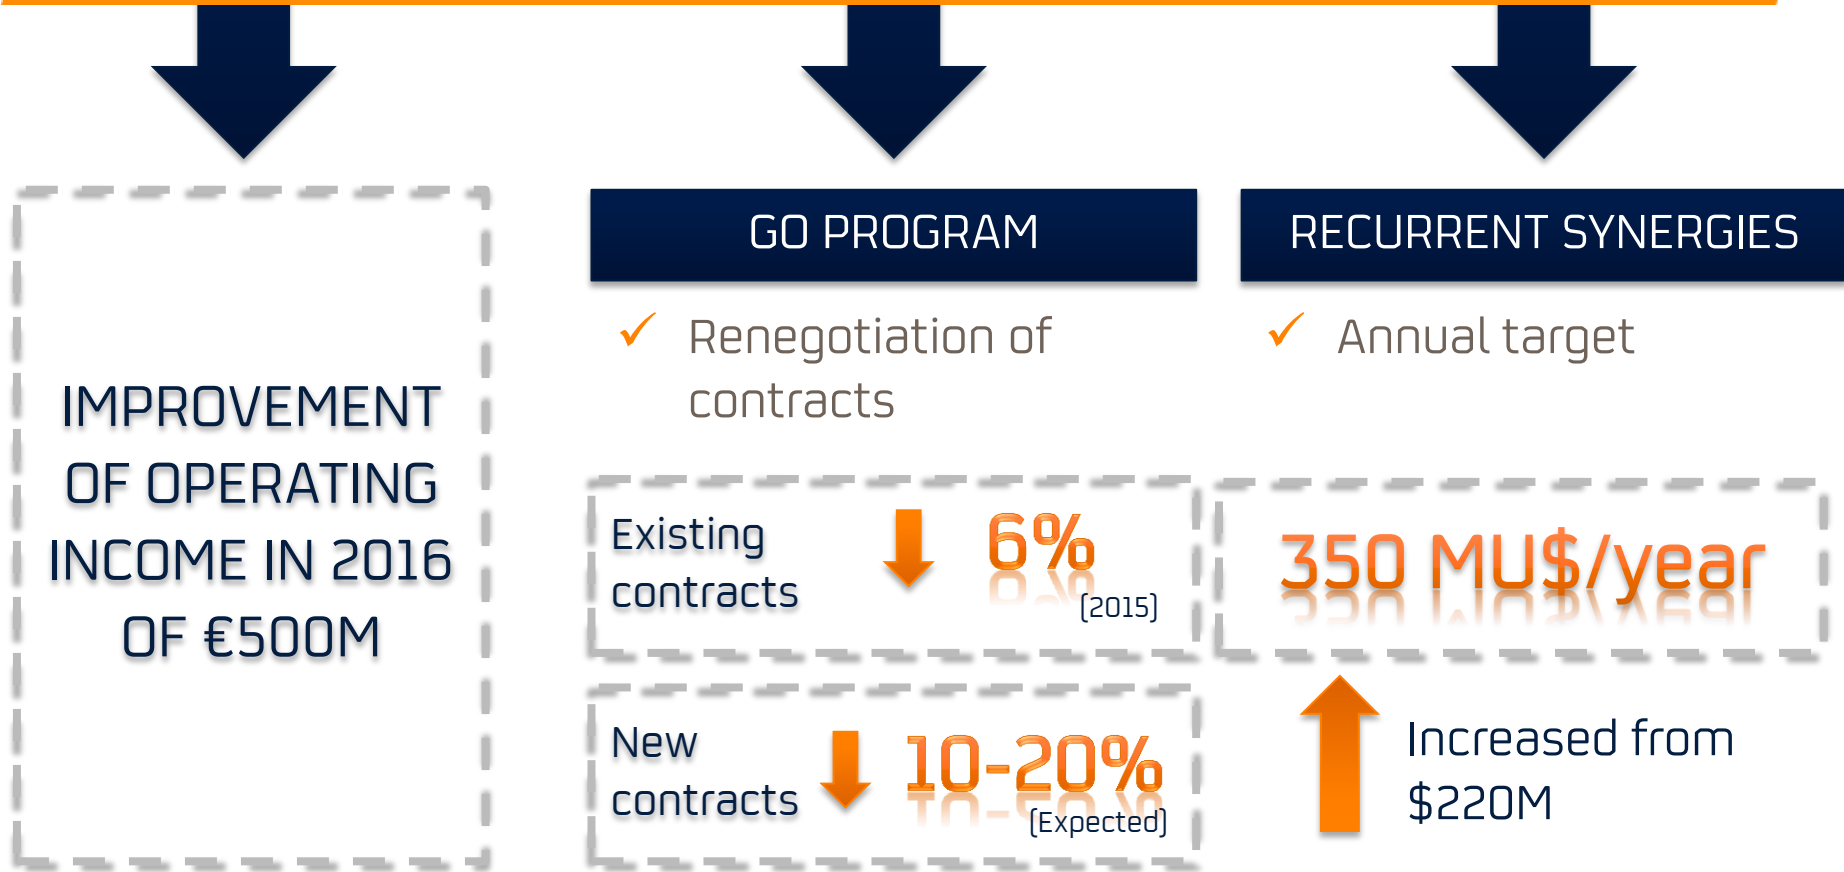 IMPROVEMENT
OF OPERATING
INCOME IN 2016
OF €500M
GO PROGRAM
✓ Renegotiation of
contracts
Existing
contracts
6%
(2015)
New
contracts
10-20%
(Expected)
RECURRENT SYNERGIES
✓ Annual target
350 MU$/year
Increased from
$220M